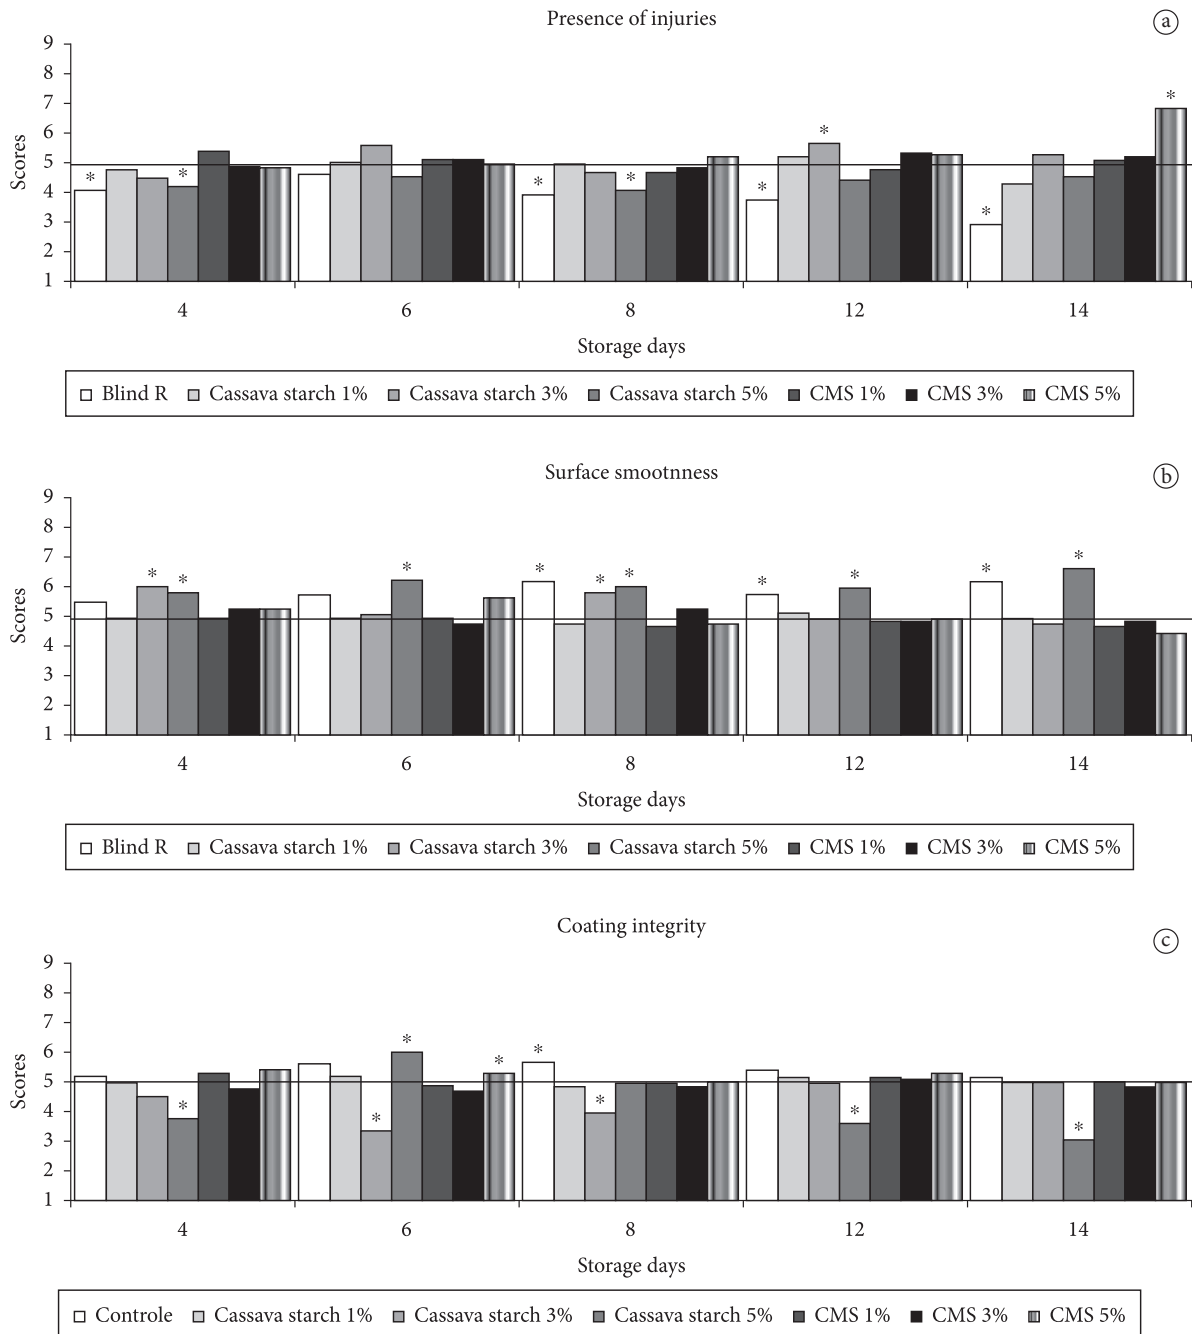 Presence of injuries
a
9
8
7
6
5
4
3
2
1
Scores
* * * * * * * *
4 6 8 12 14
Storage days
Blind R Cassava starch 1% Cassava starch 3% Cassava starch 5% CMS 1% CMS 3% CMS 5%
Surface smootnness
b
9
8
7
6
5
4
3
2
1
Scores
* * * * * * * * * *
4 6 8 12 14
Storage days
Blind R Cassava starch 1% Cassava starch 3% Cassava starch 5% CMS 1% CMS 3% CMS 5%
Coating integrity
c
9
8
7
6
5
4
3
2
1
Scores
* * * * * * * *
4 6 8 12 14
Storage days
Controle Cassava starch 1% Cassava starch 3% Cassava starch 5% CMS 1% CMS 3% CMS 5%